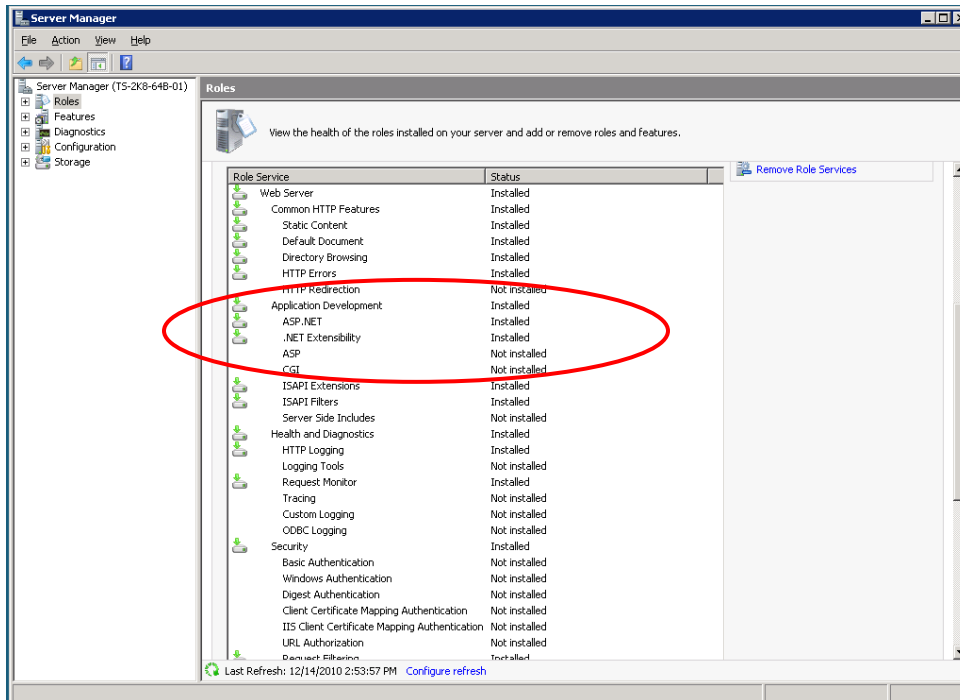 Server Manager
File Action View Help
Server Manager (TS-2K8-64B-01)
Roles
Features
Diagnostics
Configuration
Storage
Roles
View the health of the roles installed on your server and add or remove roles and features.
Remove Role Services
Role Service Status
Web Server Installed
Common HTTP Features Installed
Static Content Installed
Default Document Installed
Directory Browsing Installed
HTTP Errors Installed
HTTP Redirection Not installed
Application Development Installed
ASP.NET Installed
.NET Extensibility Installed
ASP Not installed
CGI Not installed
ISAPI Extensions Installed
ISAPI Filters Installed
Server Side Includes Not installed
Health and Diagnostics Installed
HTTP Logging Installed
Logging Tools Not installed
Request Monitor Installed
Tracing Not installed
Custom Logging Not installed
ODBC Logging Not installed
Security Installed
Basic Authentication Not installed
Windows Authentication Not installed
Digest Authentication Not installed
Client Certificate Mapping Authentication Not installed
IIS Client Certificate Mapping Authentication Not installed
URL Authorization Not installed
Request Filtering Installed
Last Refresh: 12/14/2010 2:53:57 PM Configure refresh